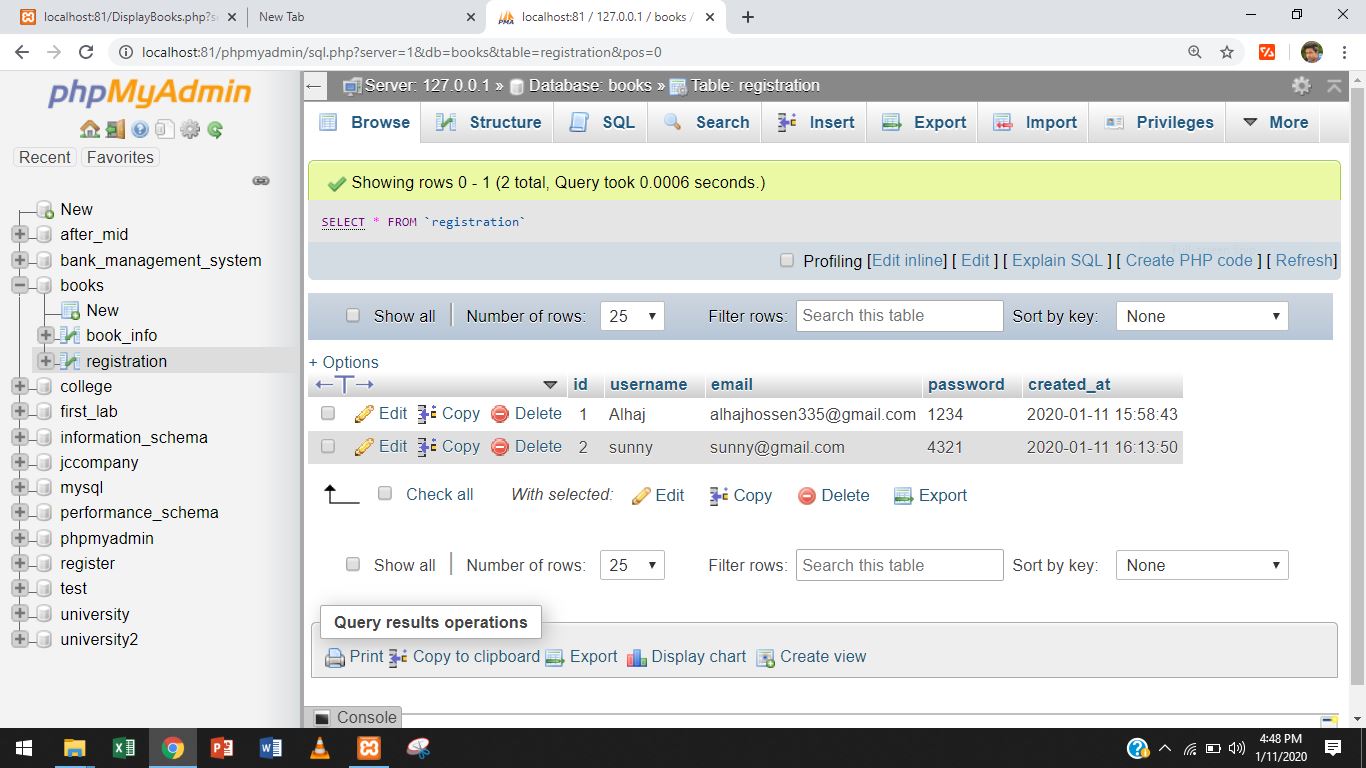 localhost:81/DisplayBooks.php?s
New Tab
localhost:81 / 127.0.0.1 / books /
localhost:81/phpmyadmin/sql.php?server=1&db=books&table=registration&pos=0
phpMyAdmin
Recent Favorites
New
after_mid
bank_management_system
books
New
book_info
registration
college
first_lab
information_schema
jccompany
mysql
performance_schema
phpmyadmin
register
test
university
university2
Server: 127.0.0.1 » Database: books » Table: registration
Browse Structure SQL Search Insert Export Import Privileges More
Showing rows 0 - 1 (2 total, Query took 0.0006 seconds.)
SELECT * FROM `registration`
Profiling [Edit inline] [ Edit ] [ Explain SQL ] [ Create PHP code ] [ Refresh]
Show all Number of rows: 25 Filter rows: Search this table Sort by key: None
+ Options
id username email password created_at
Edit Copy Delete 1 Alhaj alhajhossen335@gmail.com 1234 2020-01-11 15:58:43
Edit Copy Delete 2 sunny sunny@gmail.com 4321 2020-01-11 16:13:50
Check all With selected: Edit Copy Delete Export
Show all Number of rows: 25 Filter rows: Search this table Sort by key: None
Query results operations
Print Copy to clipboard Export Display chart Create view
Console
4:48 PM
1/11/2020